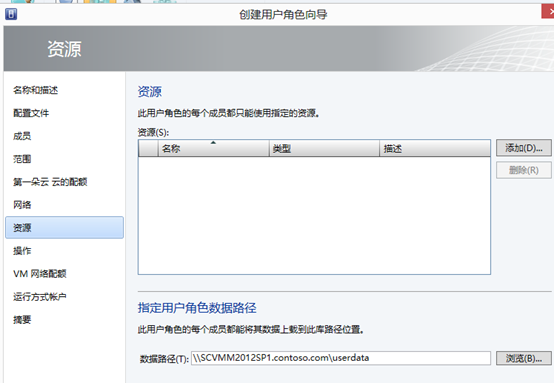 创建用户角色向导
资源
名称和描述
配置文件
成员
范围
第一朵云 云的配额
网络
资源
操作
VM 网络配额
运行方式帐户
摘要
资源
此用户角色的每个成员都只能使用指定的资源。
资源(S):
名称 类型 描述
添加(D)...
删除(R)
指定用户角色数据路径
此用户角色的每个成员都能将其数据上载到此库路径位置。
数据路径(T): \\SCVMM2012SP1.contoso.com\userdata 浏览(B)...